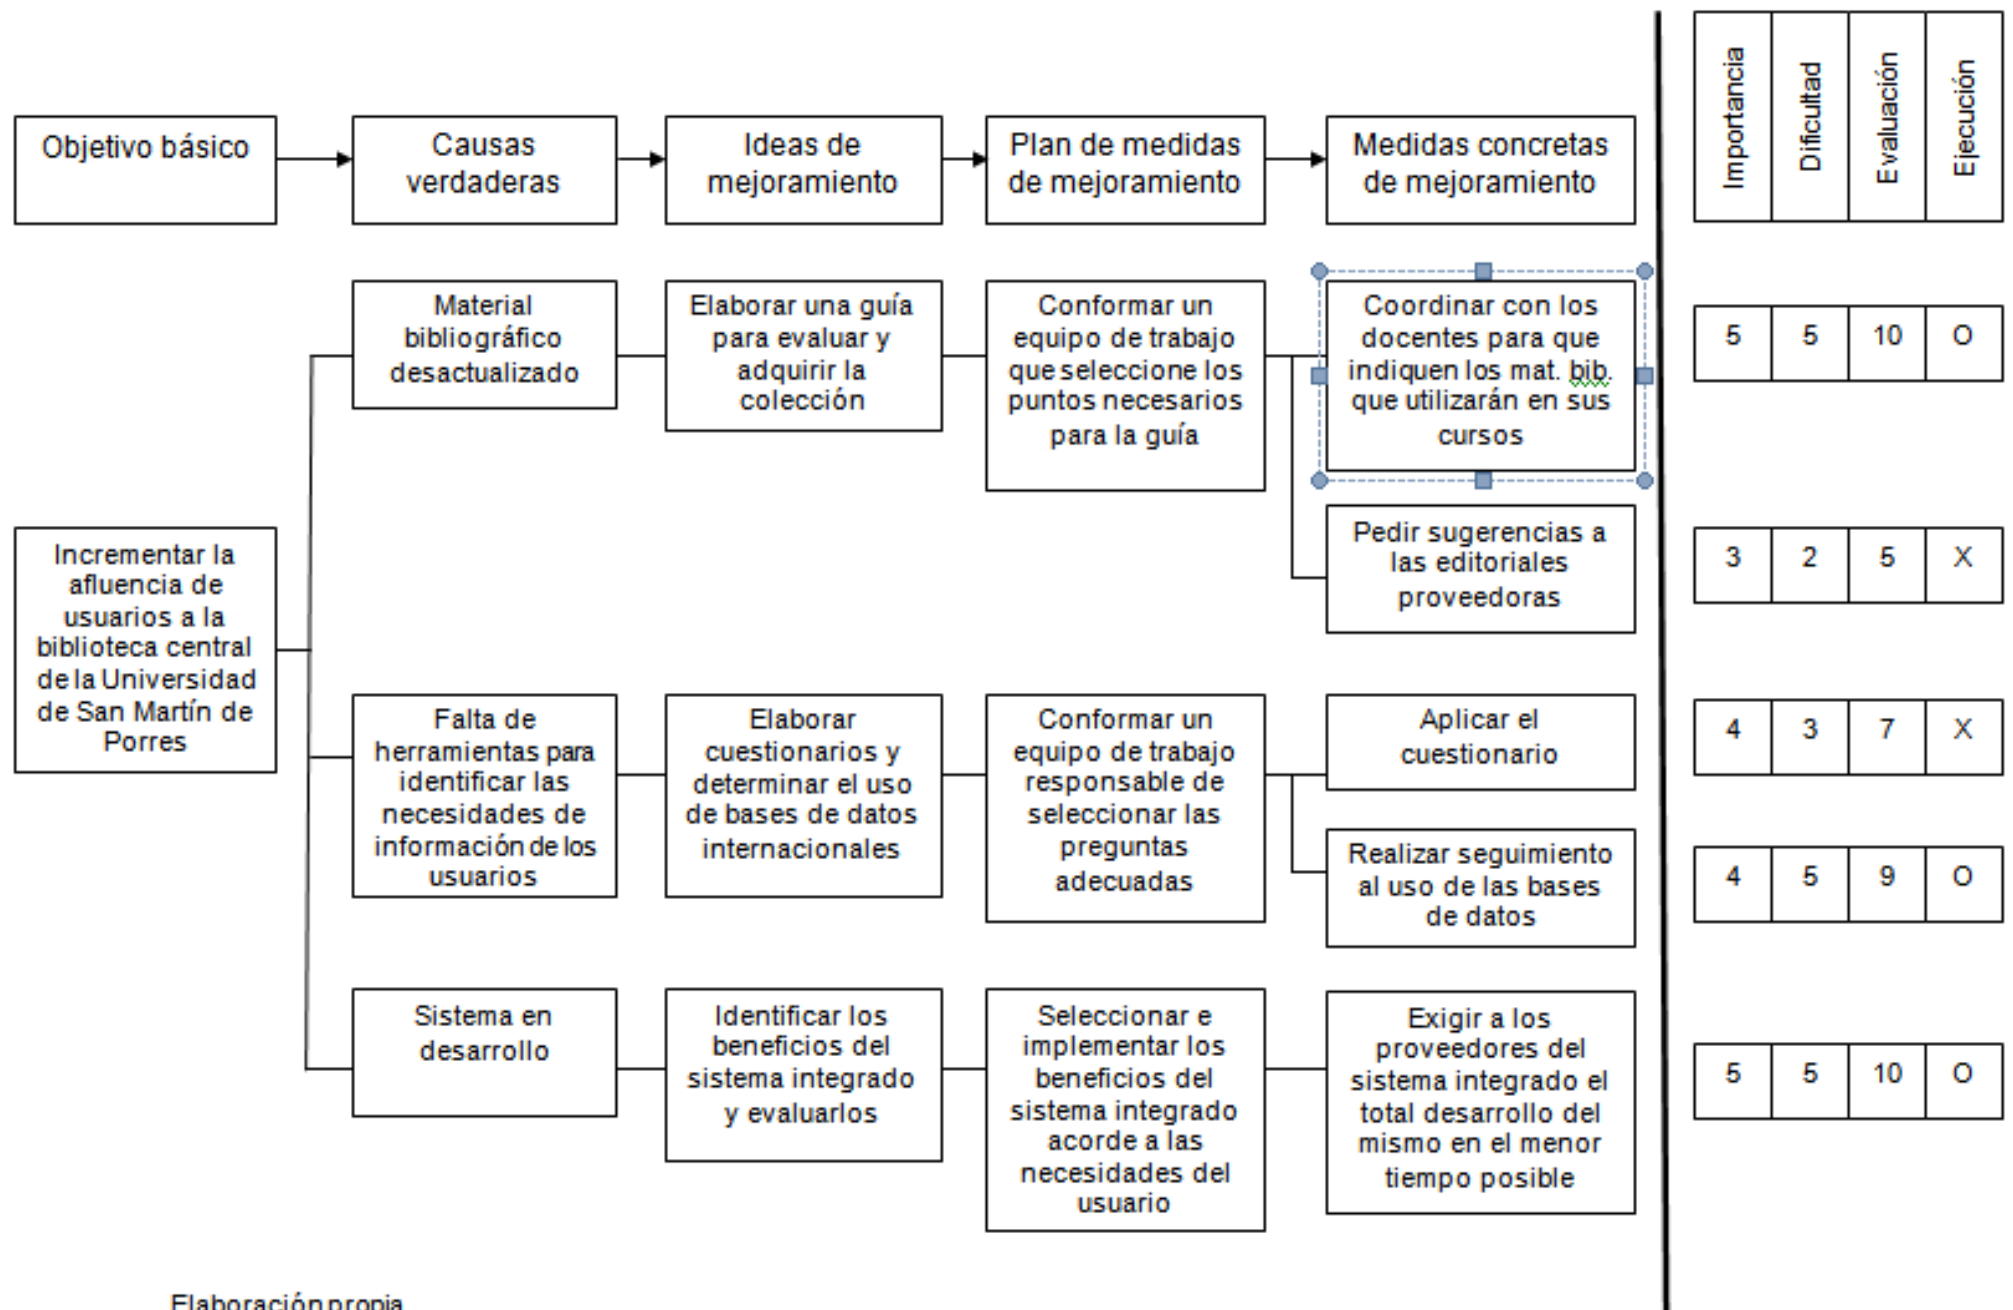 Objetivo básico
Causas
verdaderas
Ideas de
mejoramiento
Plan de medidas
de mejoramiento
Medidas concretas
de mejoramiento
Importancia
Dificultad
Evaluación
Ejecución
Incrementar la
afluencia de
usuarios a la
biblioteca central
de la Universidad
de San Martín de
Porres
Material
bibliográfico
desactualizado
Elaborar una guía
para evaluar y
adquirir la
colección
Conformar un
equipo de trabajo
que seleccione los
puntos necesarios
para la guía
Coordinar con los
docentes para que
indiquen los mat. bib.
que utilizarán en sus
cursos
5 5 10 O
Pedir sugerencias a
las editoriales
proveedoras
3 2 5 X
Falta de
herramientas para
identificar las
necesidades de
información de los
usuarios
Elaborar
cuestionarios y
determinar el uso
de bases de datos
internacionales
Conformar un
equipo de trabajo
responsable de
seleccionar las
preguntas
adecuadas
Aplicar el
cuestionario
4 3 7 X
Realizar seguimiento
al uso de las bases
de datos
4 5 9 O
Sistema en
desarrollo
Identificar los
beneficios del
sistema integrado
y evaluarlos
Seleccionar e
implementar los
beneficios del
sistema integrado
acorde a las
necesidades del
usuario
Exigir a los
proveedores del
sistema integrado el
total desarrollo del
mismo en el menor
tiempo posible
5 5 10 O
Elaboración propia